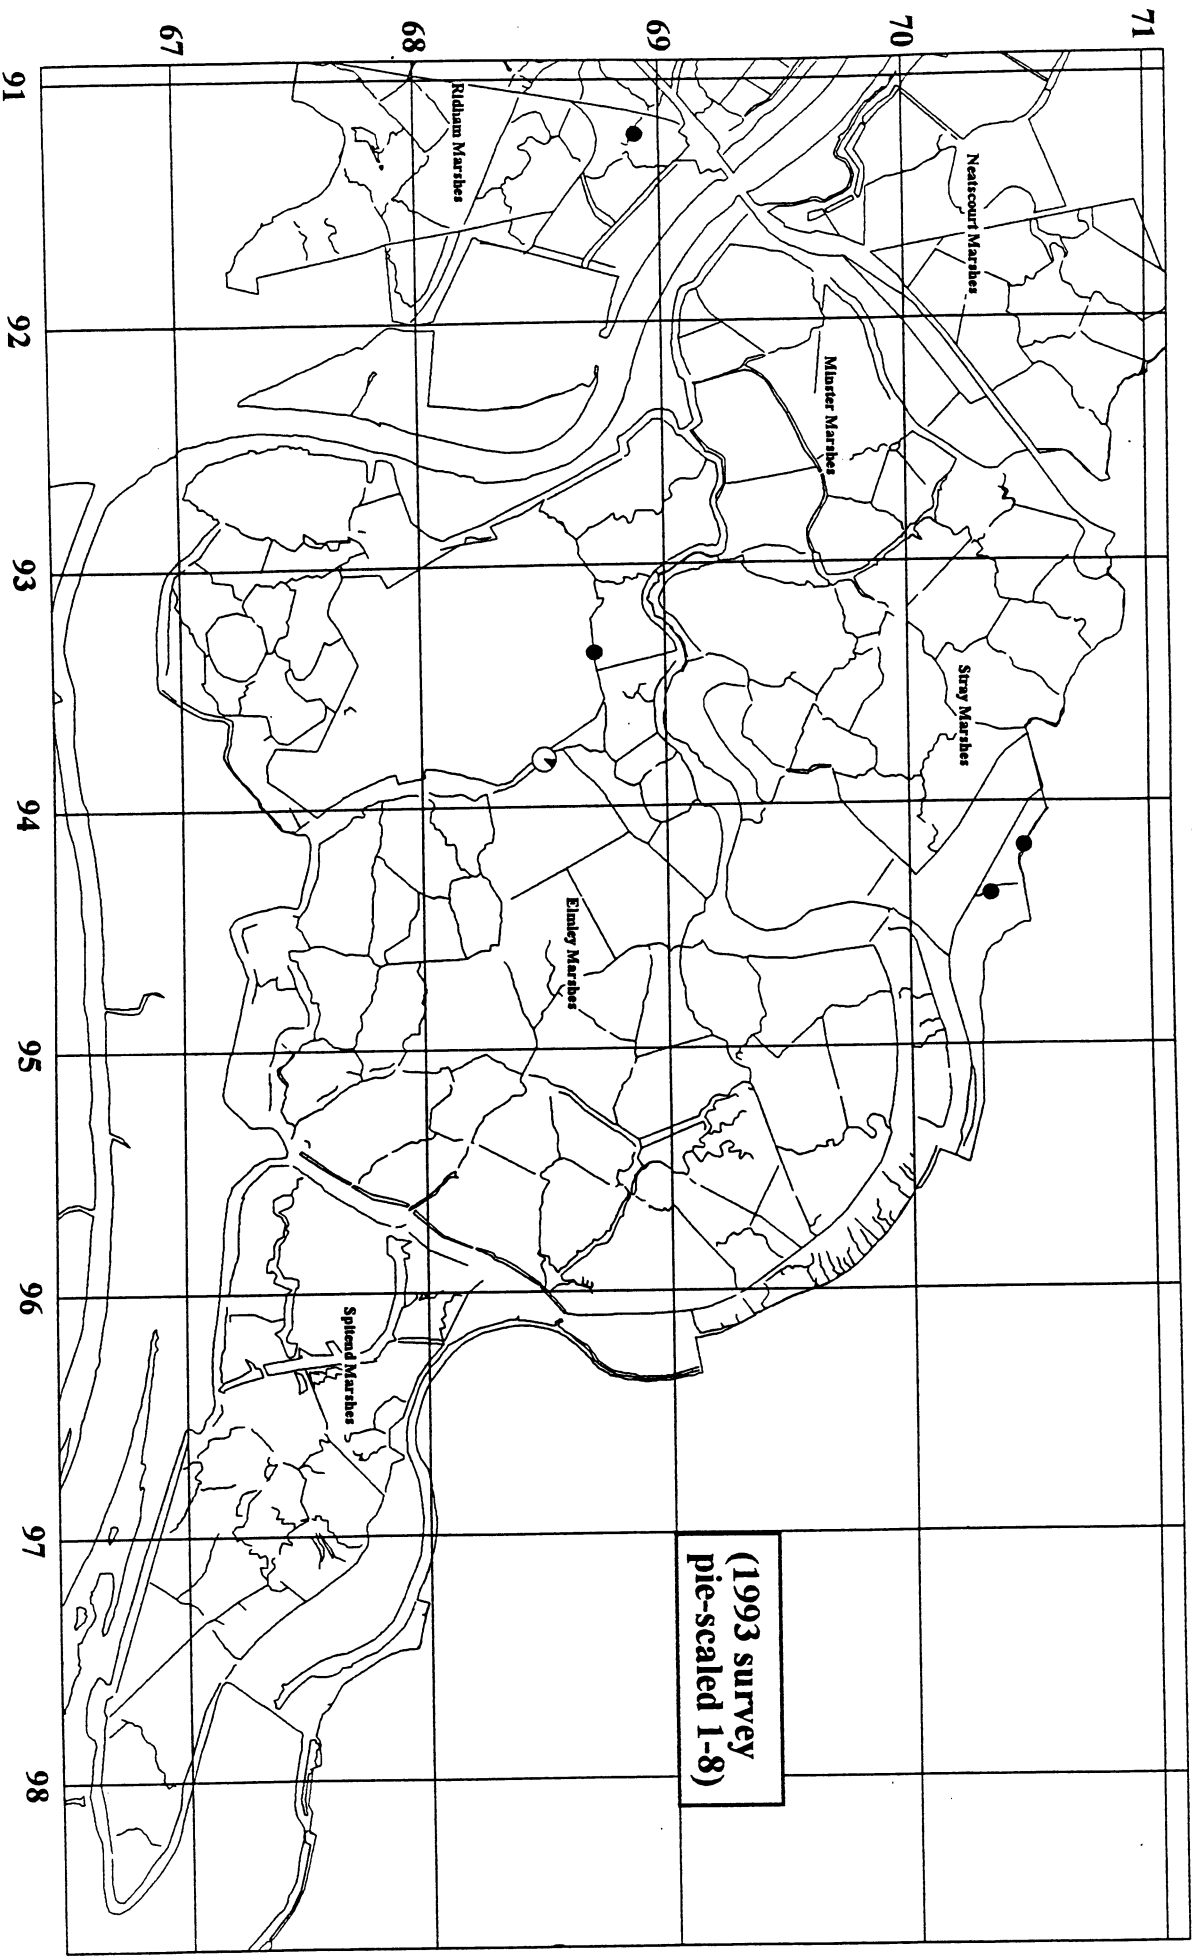 71
70
69
68
67
91
92
93
94
95
96
97
98
Neatscourt Marshes
Ridham Marshes
Minster Marshes
Stray Marshes
Elmley Marshes
Spitend Marshes
(1993 survey
pie-scaled 1-8)